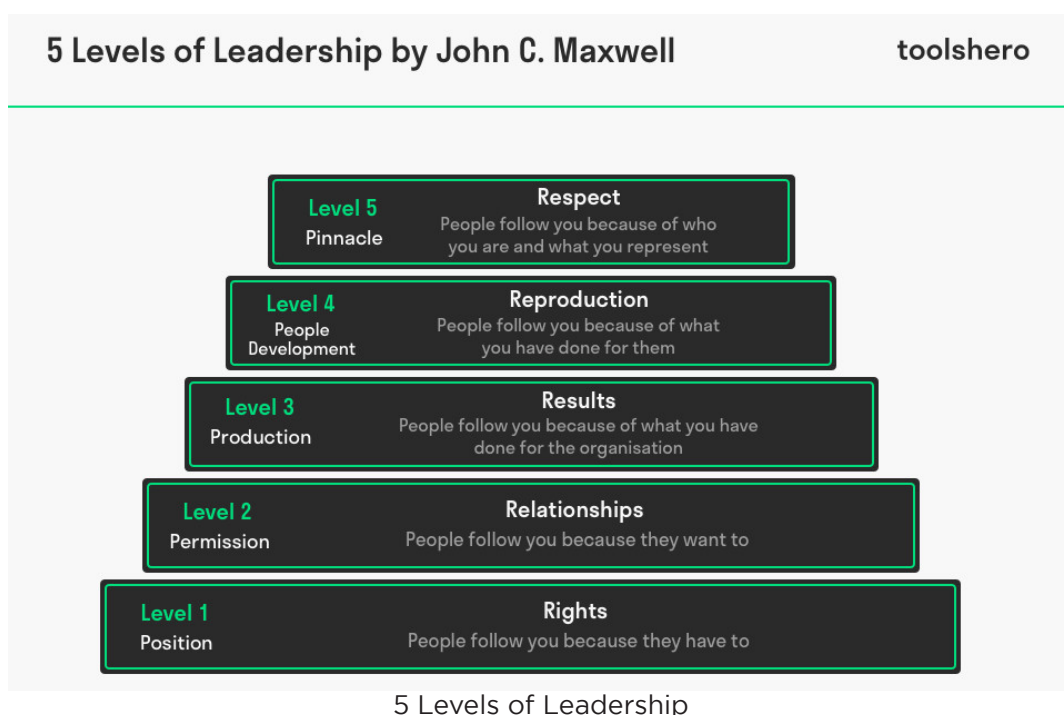 5 Levels of Leadership by John C. Maxwell
toolshero
Level 5
Pinnacle
Respect
People follow you because of who
you are and what you represent
Level 4
People
Development
Reproduction
People follow you because of what
you have done for them
Level 3
Production
Results
People follow you because of what you have
done for the organisation
Level 2
Permission
Relationships
People follow you because they want to
Level 1
Position
Rights
People follow you because they have to
5 Levels of Leadership